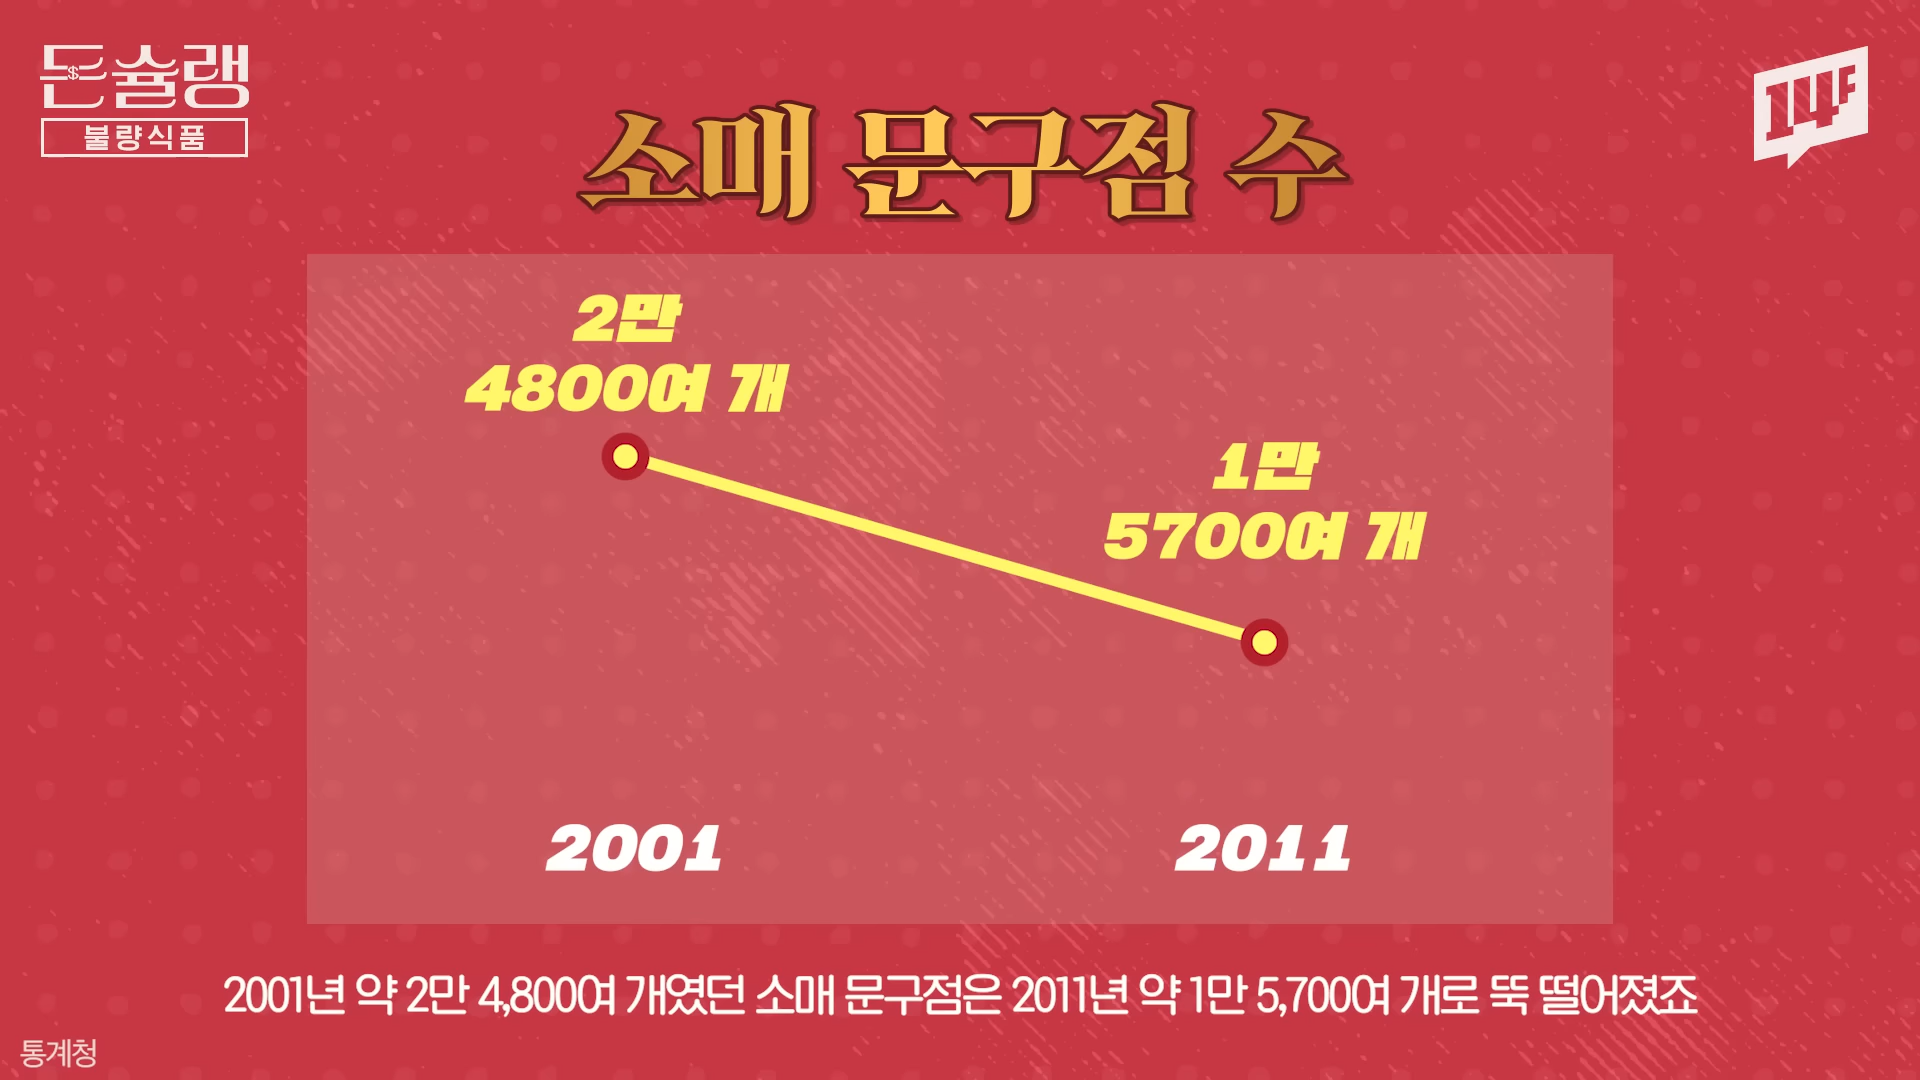 돈슐랭
불량식품
14F
소매 문구점 수
2만
4800여 개
1만
5700여 개
2001
2011
2001년 약 2만 4,800여 개였던 소매 문구점은 2011년 약 1만 5,700여 개로 뚝 떨어졌죠
통계청